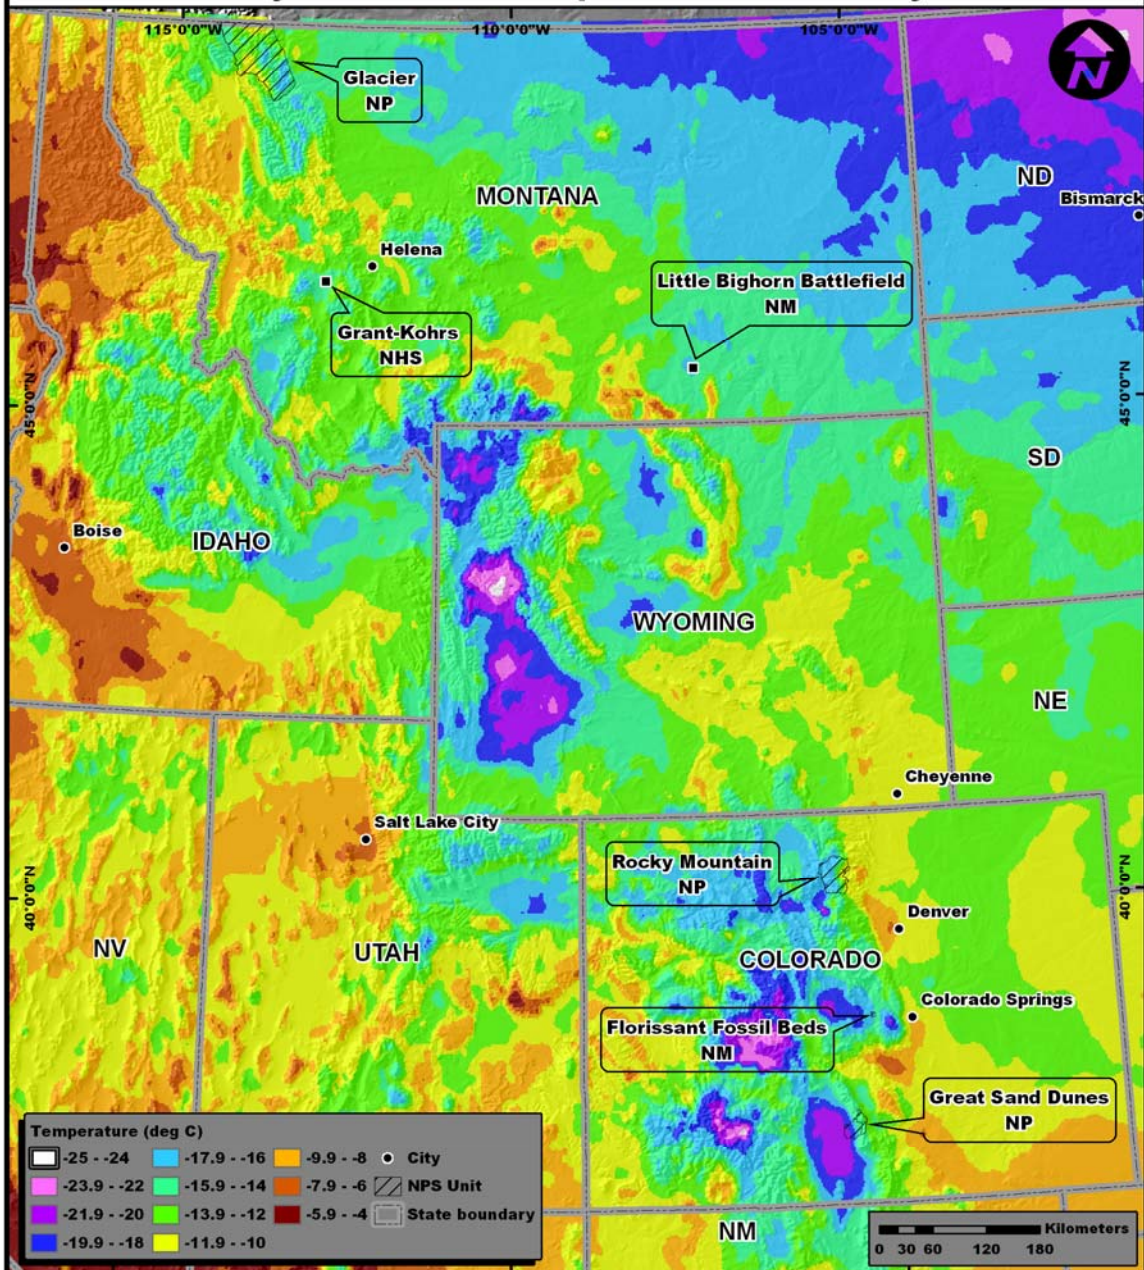 115°0'0"W
110°0'0"W
105°0'0"W
N
Glacier
NP
MONTANA
ND
Bismarck
Helena
Little Bighorn Battlefield
NM
Grant-Kohrs
NHS
45°0'0"N
45°0'0"N
SD
Boise
IDAHO
WYOMING
NE
Cheyenne
Salt Lake City
Rocky Mountain
NP
40°0'0"N
40°0'0"N
Denver
NV
UTAH
COLORADO
Colorado Springs
Florissant Fossil Beds
NM
Great Sand Dunes
NP
Temperature (deg C)
-25 - -24
-17.9 - -16
-9.9 - -8
City
-23.9 - -22
-15.9 - -14
-7.9 - -6
NPS Unit
-21.9 - -20
-13.9 - -12
-5.9 - -4
State boundary
-19.9 - -18
-11.9 - -10
NM
Kilometers
0 30 60 120 180